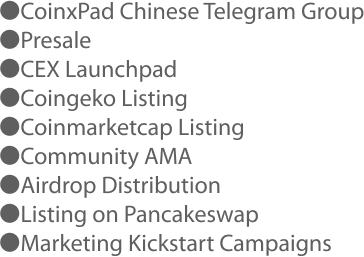 ●CoinxPad Chinese Telegram Group
●Presale
●CEX Launchpad
●Coingeko Listing
●Coinmarketcap Listing
●Community AMA
●Airdrop Distribution
●Listing on Pancakeswap
●Marketing Kickstart Campaigns